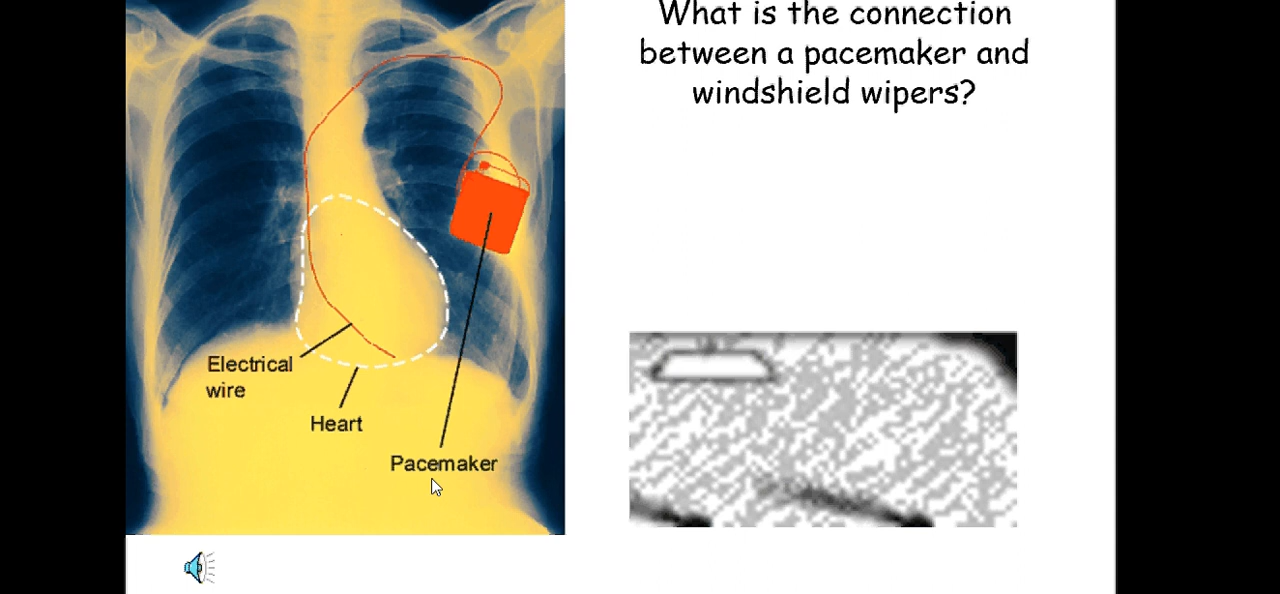 What is the connection
between a pacemaker and
windshield wipers?
Electrical
wire
Heart
Pacemaker